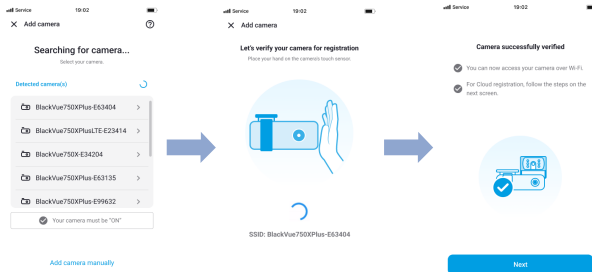 Service 19:02
Add camera
Searching for camera...
Select your camera.
Detected camera(s)
BlackVue750XPlus-E63404
BlackVue750XPlusLTE-E23414
BlackVue750X-E34204
BlackVue750XPlus-E63135
BlackVue750XPlus-E99632
Your camera must be "ON"
Add camera manually
Service 19:02
Add camera
Let's verify your camera for registration
Place your hand on the camera's touch sensor.
SSID: BlackVue750XPlus-E63404
Service 19:02
Camera successfully verified
You can now access your camera over Wi-Fi.
For Cloud registration, follow the steps on the
next screen.
Next